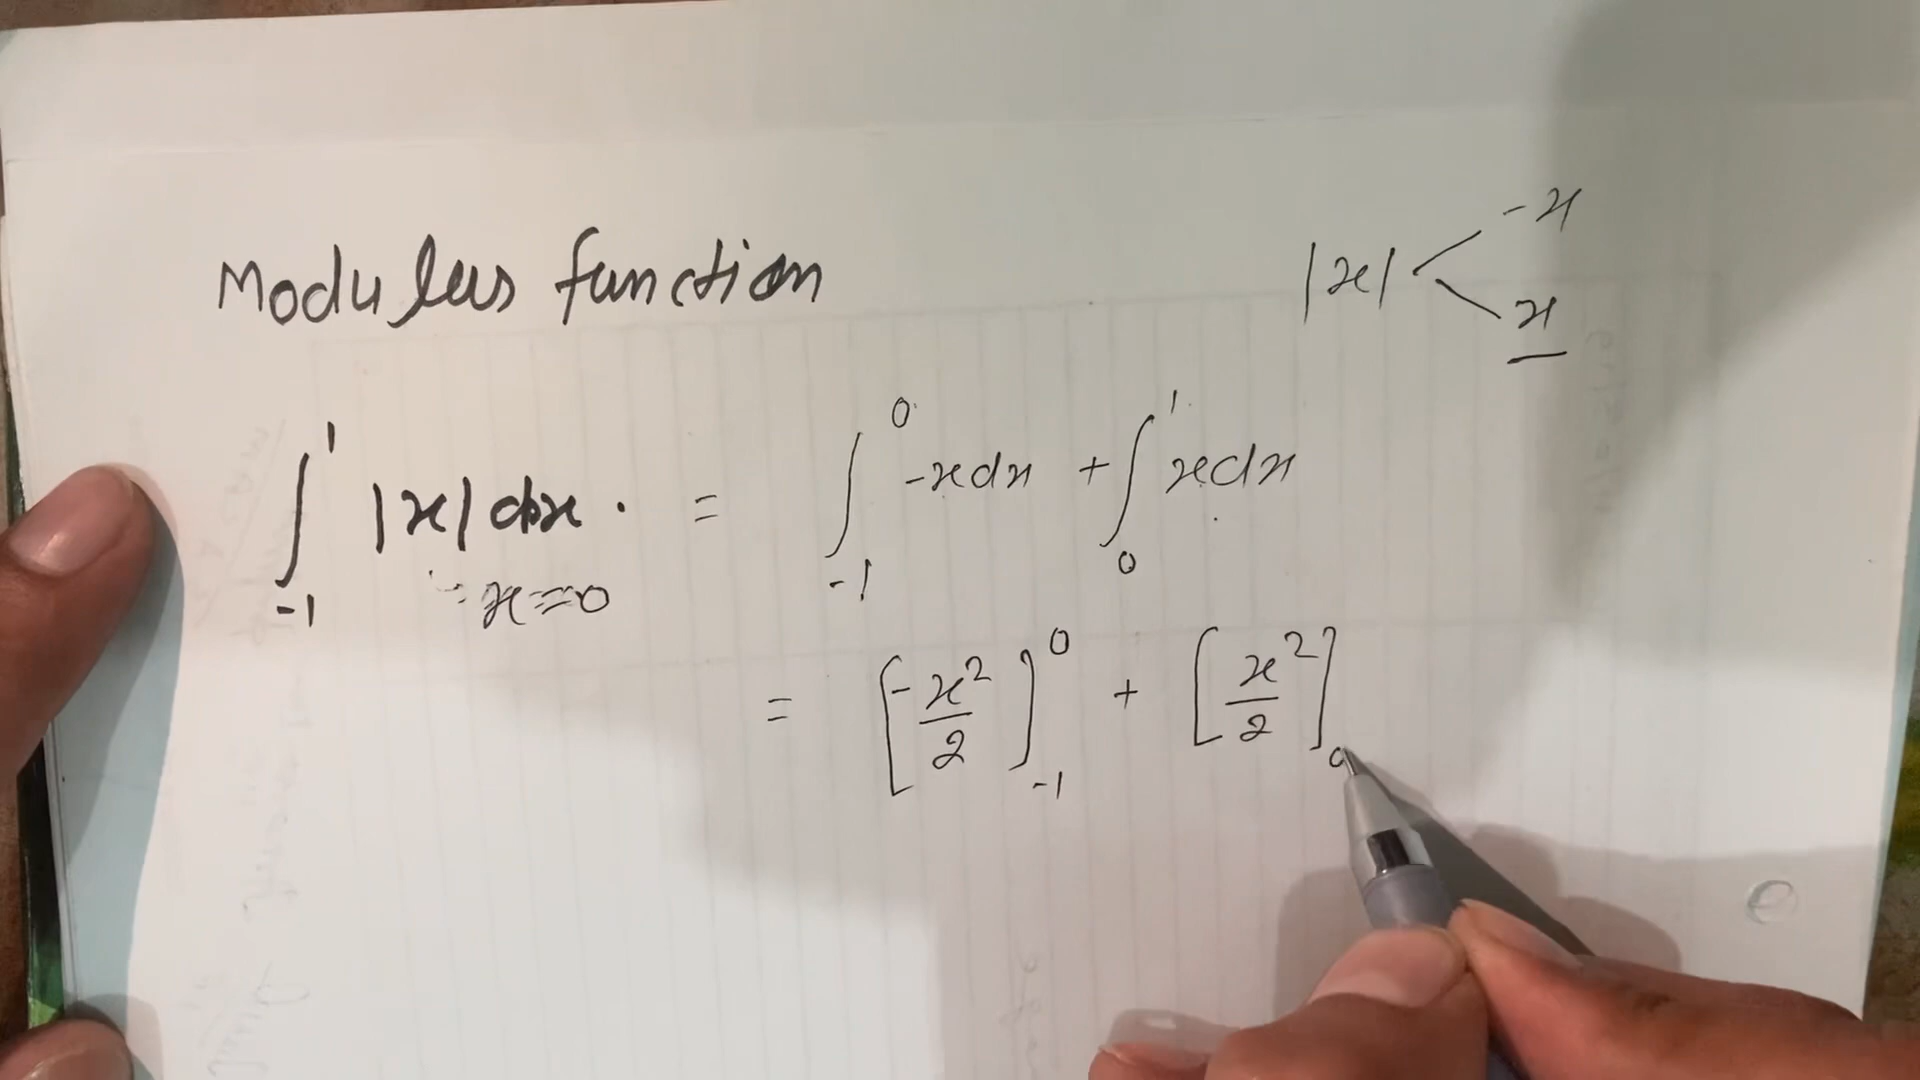 Modulus function
|x| < -x
x
∫_{-1}^{1} |x| dx . = ∫_{-1}^{0} -x dx + ∫_{0}^{1} x dx
x = 0
= [-x²/2]_{-1}^{0} + [x²/2]_{0}